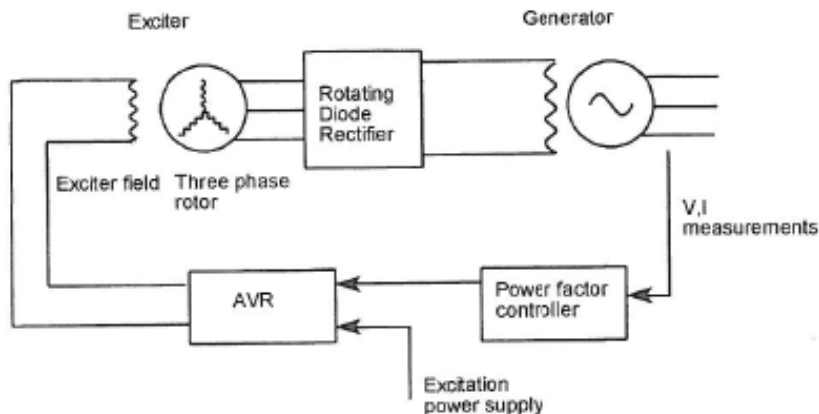 Exciter
Generator
Rotating
Diode
Rectifier
Exciter field
Three phase
rotor
V,I
measurements
AVR
Power factor
controller
Excitation
power supply